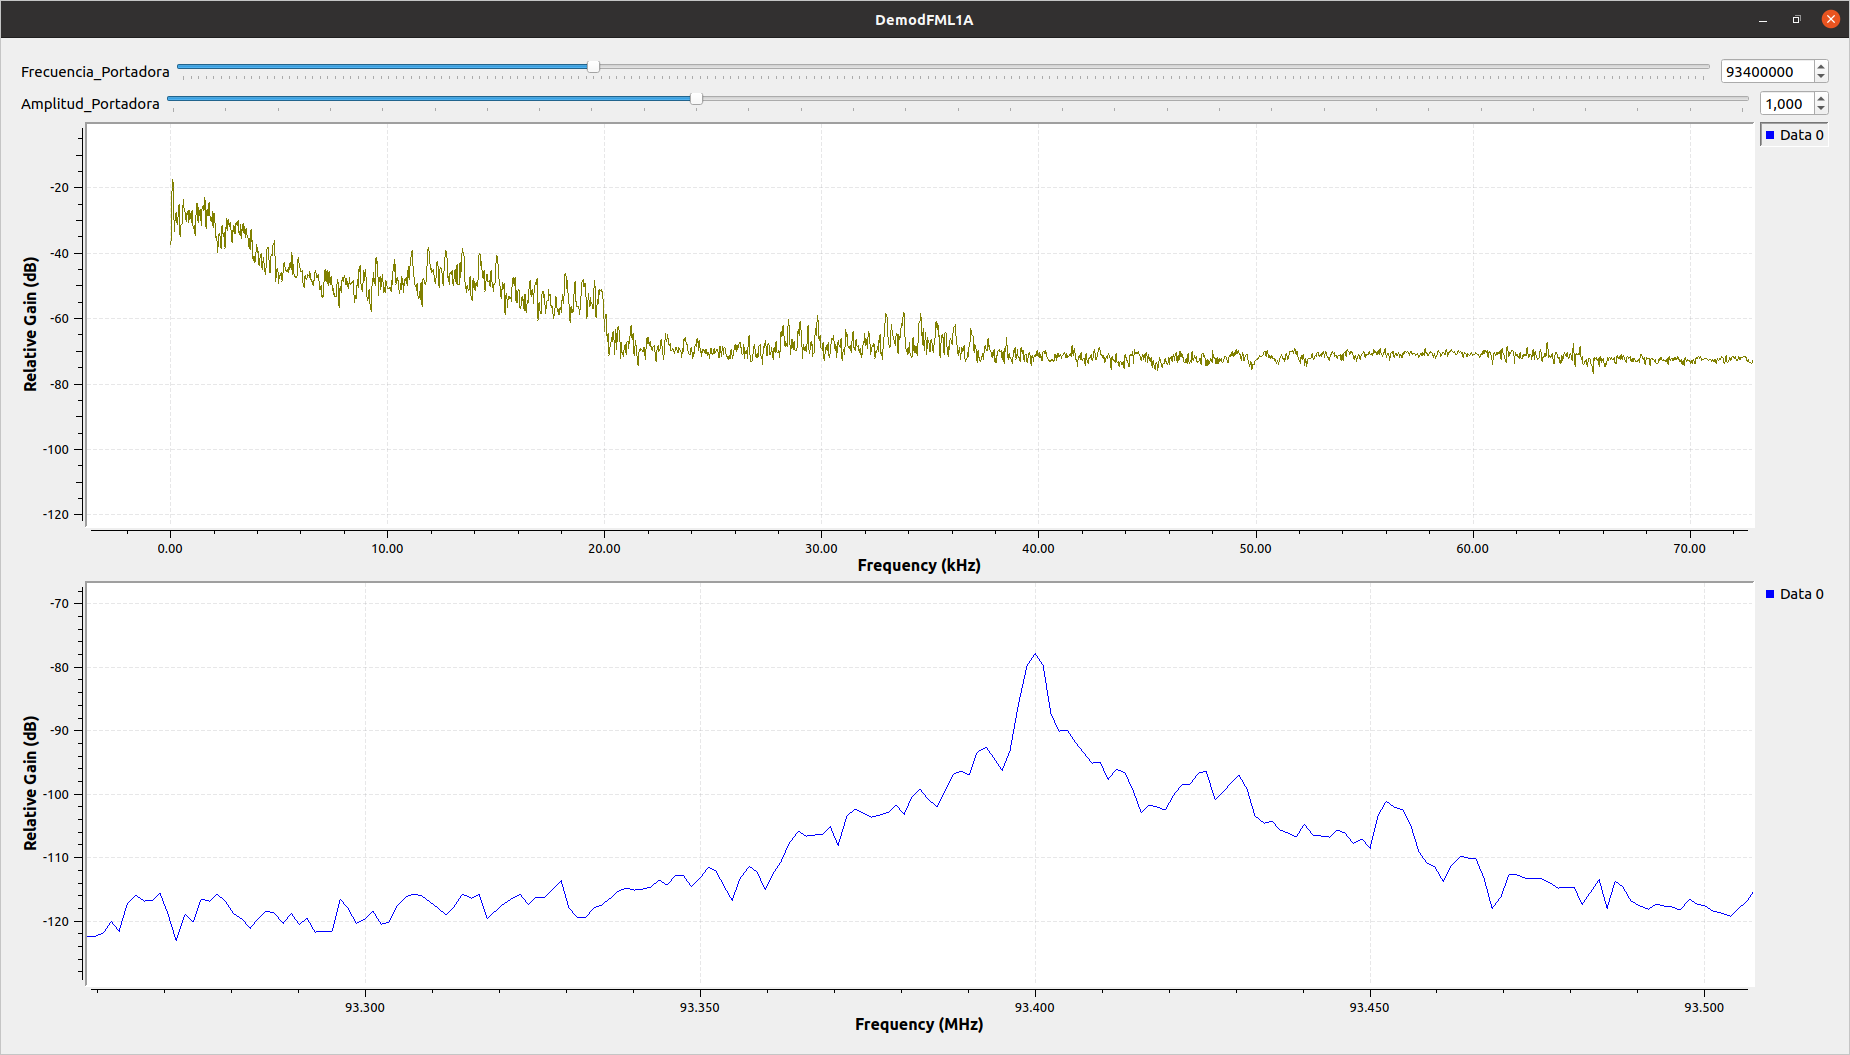 DemodFML1A
Frecuencia_Portadora 93400000
Amplitud_Portadora 1,000
Data 0
-20
-40
-60
-80
-100
-120
Relative Gain (dB)
0.00 10.00 20.00 30.00 40.00 50.00 60.00 70.00
Frequency (kHz)
Data 0
-70
-80
-90
-100
-110
-120
Relative Gain (dB)
93.300 93.350 93.400 93.450 93.500
Frequency (MHz)